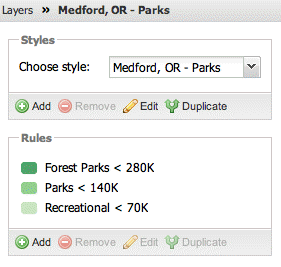 Layers » Medford, OR - Parks
Styles
Choose style: Medford, OR - Parks
Add Remove Edit Duplicate
Rules
Forest Parks < 280K
Parks < 140K
Recreational < 70K
Add Remove Edit Duplicate